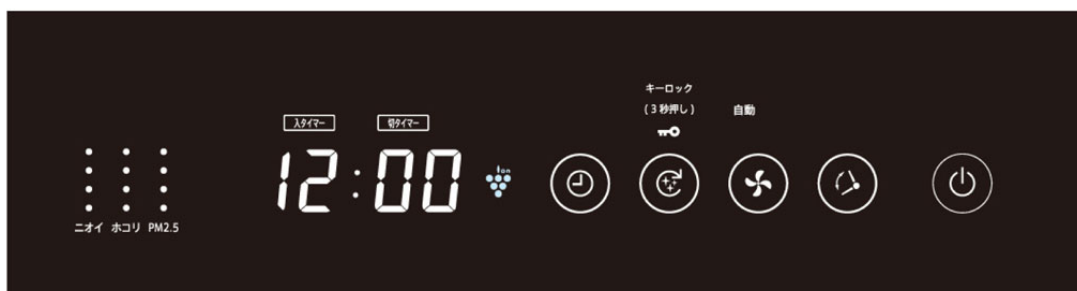 キーロック
(3秒押し)
自動
入タイマー 切タイマー
12:00
ion
ニオイ ホコリ PM2.5